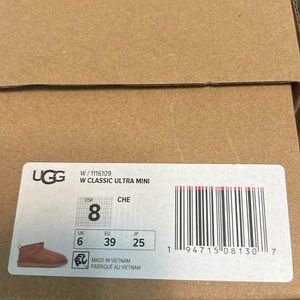 UGG
W / 1116109
W CLASSIC ULTRA MINI
USA
8
CHE
UK
6
EU
39
JP
25
MADE IN VIETNAM
FABRIQUÉ AU VIETNAM
1 94715 08130 7